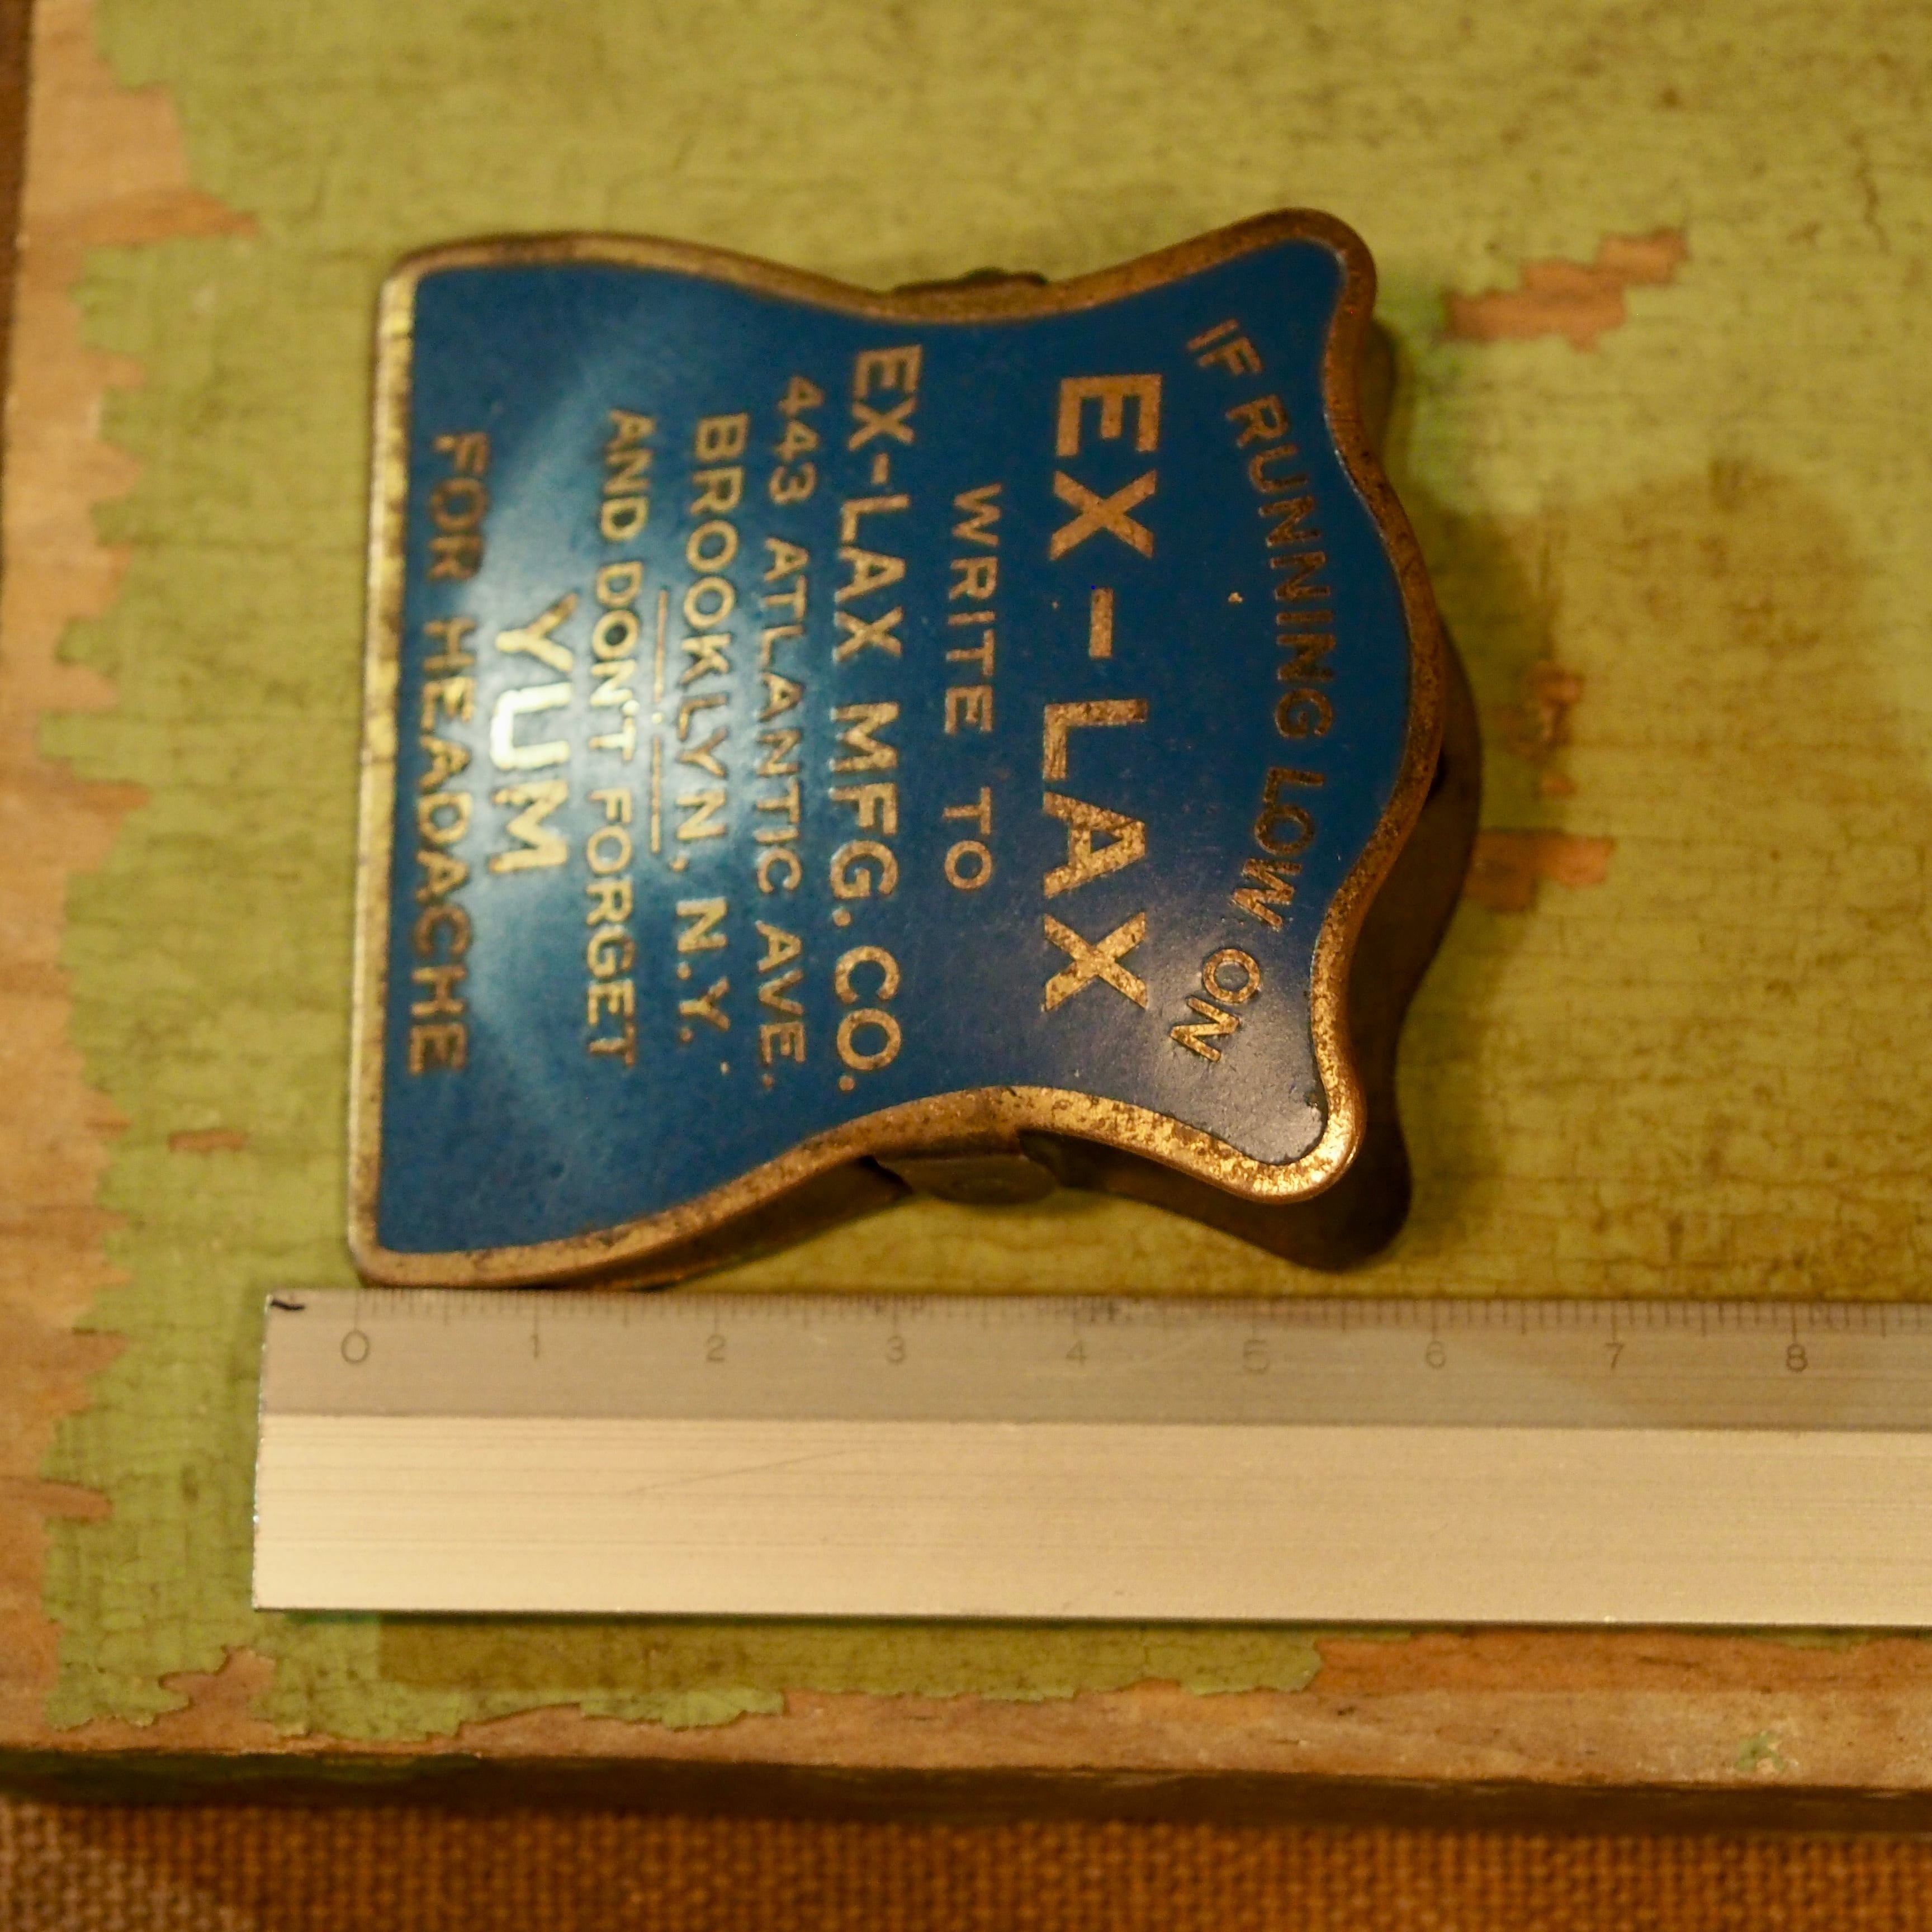 IF RUNNING LOW ON
EX-LAX
WRITE TO
EX-LAX MFG. CO.
443 ATLANTIC AVE.
BROOKLYN, N.Y.
AND DON'T FORGET
YUM
FOR HEADACHE
0 1 2 3 4 5 6 7 8